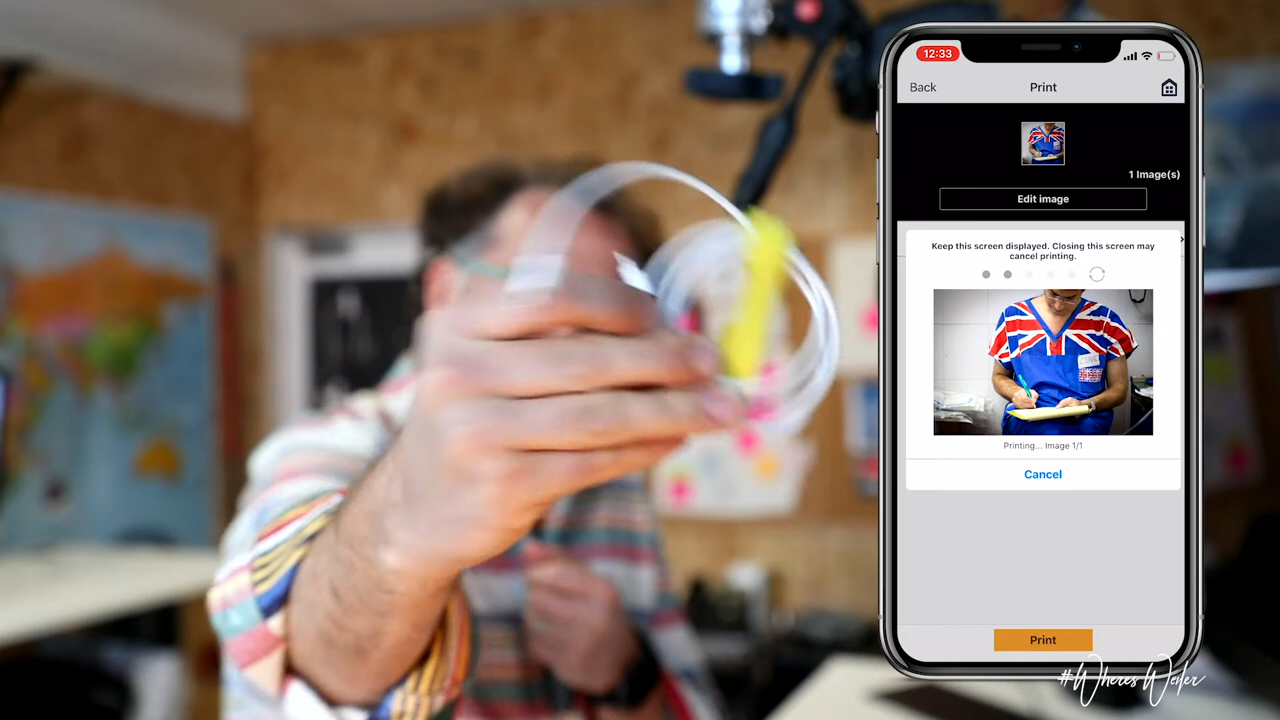 12:33
Back
Print
1 Image(s)
Edit image
Keep this screen displayed. Closing this screen may
cancel printing.
Printing... Image 1/1
Cancel
Print